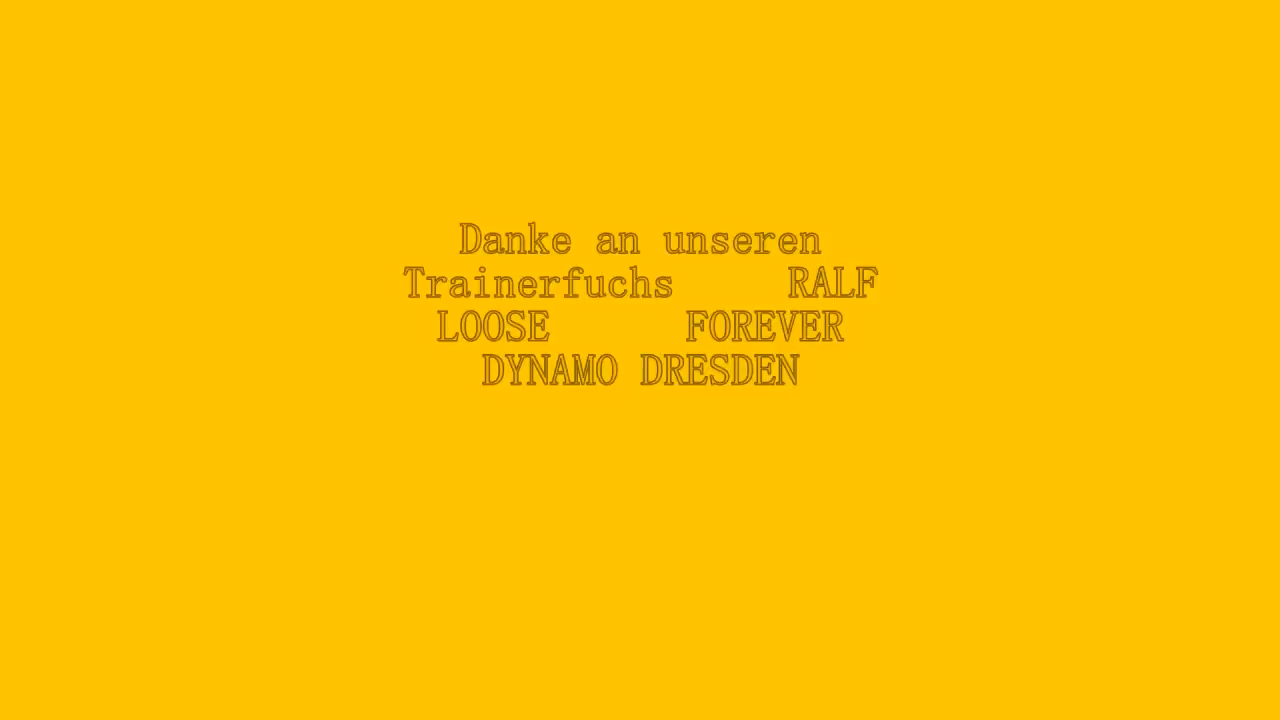 Danke an unseren
Trainerfuchs     RALF
LOOSE      FOREVER
DYNAMO DRESDEN